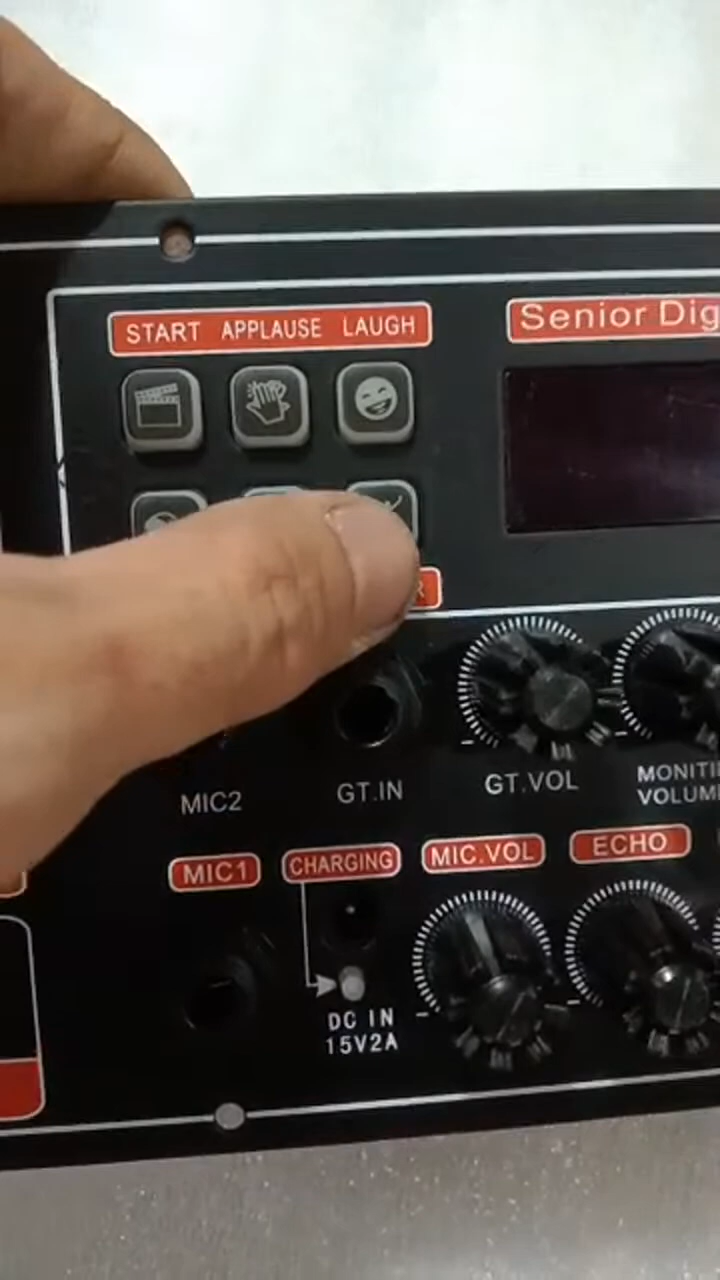 START APPLAUSE LAUGH
Senior Dig
MIC2
GT.IN
GT.VOL
MIC1
CHARGING
MIC.VOL
ECHO
DC IN
15V2A
VOLUM